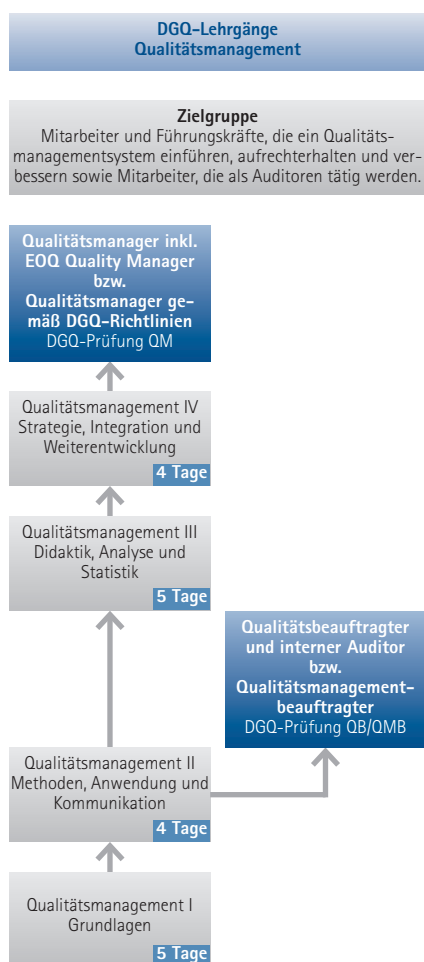 DGQ-Lehrgänge
Qualitätsmanagement
Zielgruppe
Mitarbeiter und Führungskräfte, die ein Qualitäts-
managementsystem einführen, aufrechterhalten und ver-
bessern sowie Mitarbeiter, die als Auditoren tätig werden.
Qualitätsmanager inkl.
EOQ Quality Manager
bzw.
Qualitätsmanager ge-
mäß DGQ-Richtlinien
DGQ-Prüfung QM
Qualitätsmanagement IV
Strategie, Integration und
Weiterentwicklung
4 Tage
Qualitätsmanagement III
Didaktik, Analyse und
Statistik
5 Tage
Qualitätsbeauftragter
und interner Auditor
bzw.
Qualitätsmanagement-
beauftragter
DGQ-Prüfung QB/QMB
Qualitätsmanagement II
Methoden, Anwendung und
Kommunikation
4 Tage
Qualitätsmanagement I
Grundlagen
5 Tage